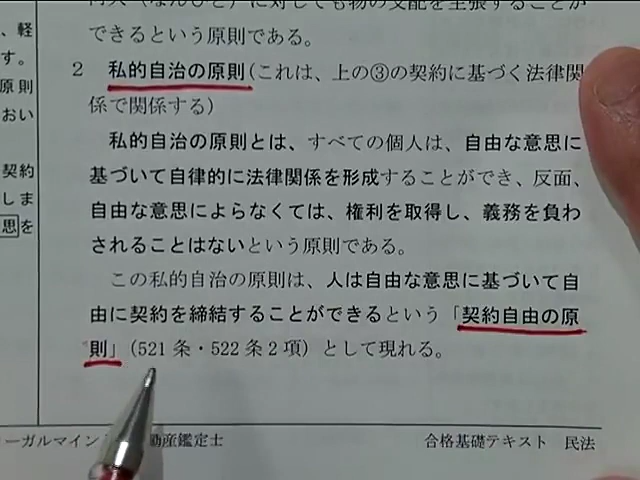 対しても物の支配を主張することが
できるという原則である。
2 私的自治の原則(これは、上の③の契約に基づく法律関
係で関係する)
私的自治の原則とは、すべての個人は、自由な意思に
基づいて自律的に法律関係を形成することができ、反面、
自由な意思によらなくては、権利を取得し、義務を負わ
されることはないという原則である。
この私的自治の原則は、人は自由な意思に基づいて自
由に契約を締結することができるという「契約自由の原
則」(521条・522条2項)として現れる。
、軽
す。
原則
おい
契約
しま
思を
ーガルマイン 動産鑑定士
合格基礎テキスト 民法